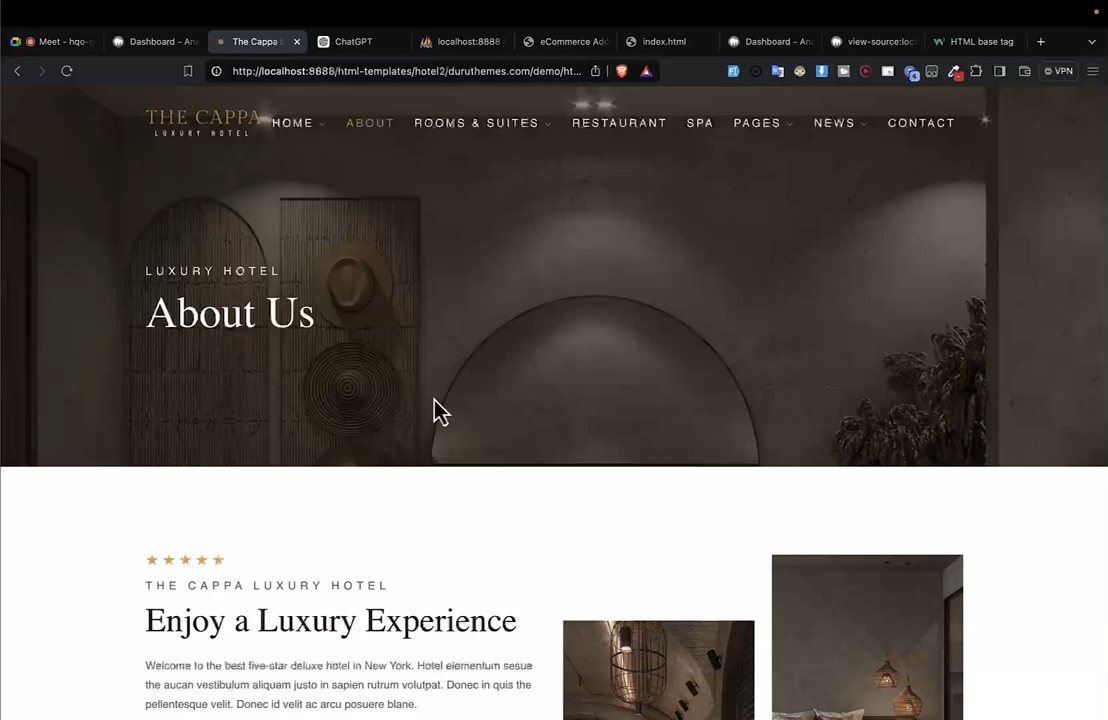 Meet - hqo-
Dashboard - Ana
The Cappa L
ChatGPT
localhost:8888
eCommerce Add
index.html
Dashboard - Ana
view-source:loc
HTML base tag
http://localhost:8888/html-templates/hotel2/duruthemes.com/demo/ht...
4
VPN
THE CAPPA
LUXURY HOTEL
HOME
ABOUT
ROOMS & SUITES
RESTAURANT
SPA
PAGES
NEWS
CONTACT
LUXURY HOTEL
About Us
THE CAPPA LUXURY HOTEL
Enjoy a Luxury Experience
Welcome to the best five-star deluxe hotel in New York. Hotel elementum sesue
the aucan vestibulum aliquam justo in sapien rutrum volutpat. Donec in quis the
pellentesque velit. Donec id velit ac arcu posuere blane.